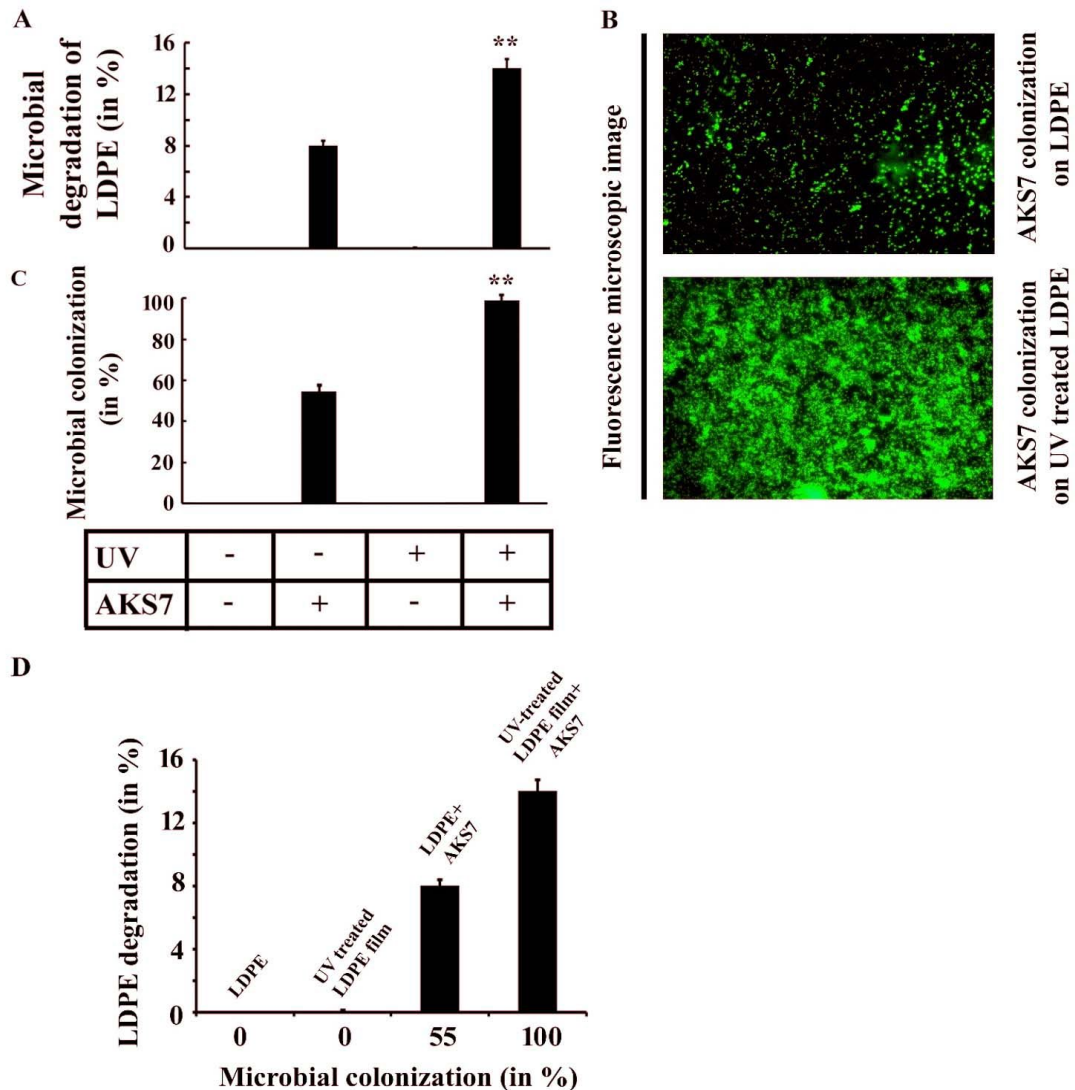 A
Microbial
degradation of
LDPE (in %)
16
12
8
4
0
**
C
Microbial colonization
(in %)
100
80
60
40
20
0
**
UV - - + +
AKS7 - + - +
B
Fluorescence microscopic image
AKS7 colonization
on LDPE
AKS7 colonization
on UV treated LDPE
D
LDPE degradation (in %)
16
12
8
4
0
LDPE
UV treated
LDPE film
LDPE+
AKS7
UV-treated
LDPE film+
AKS7
0 0 55 100
Microbial colonization (in %)